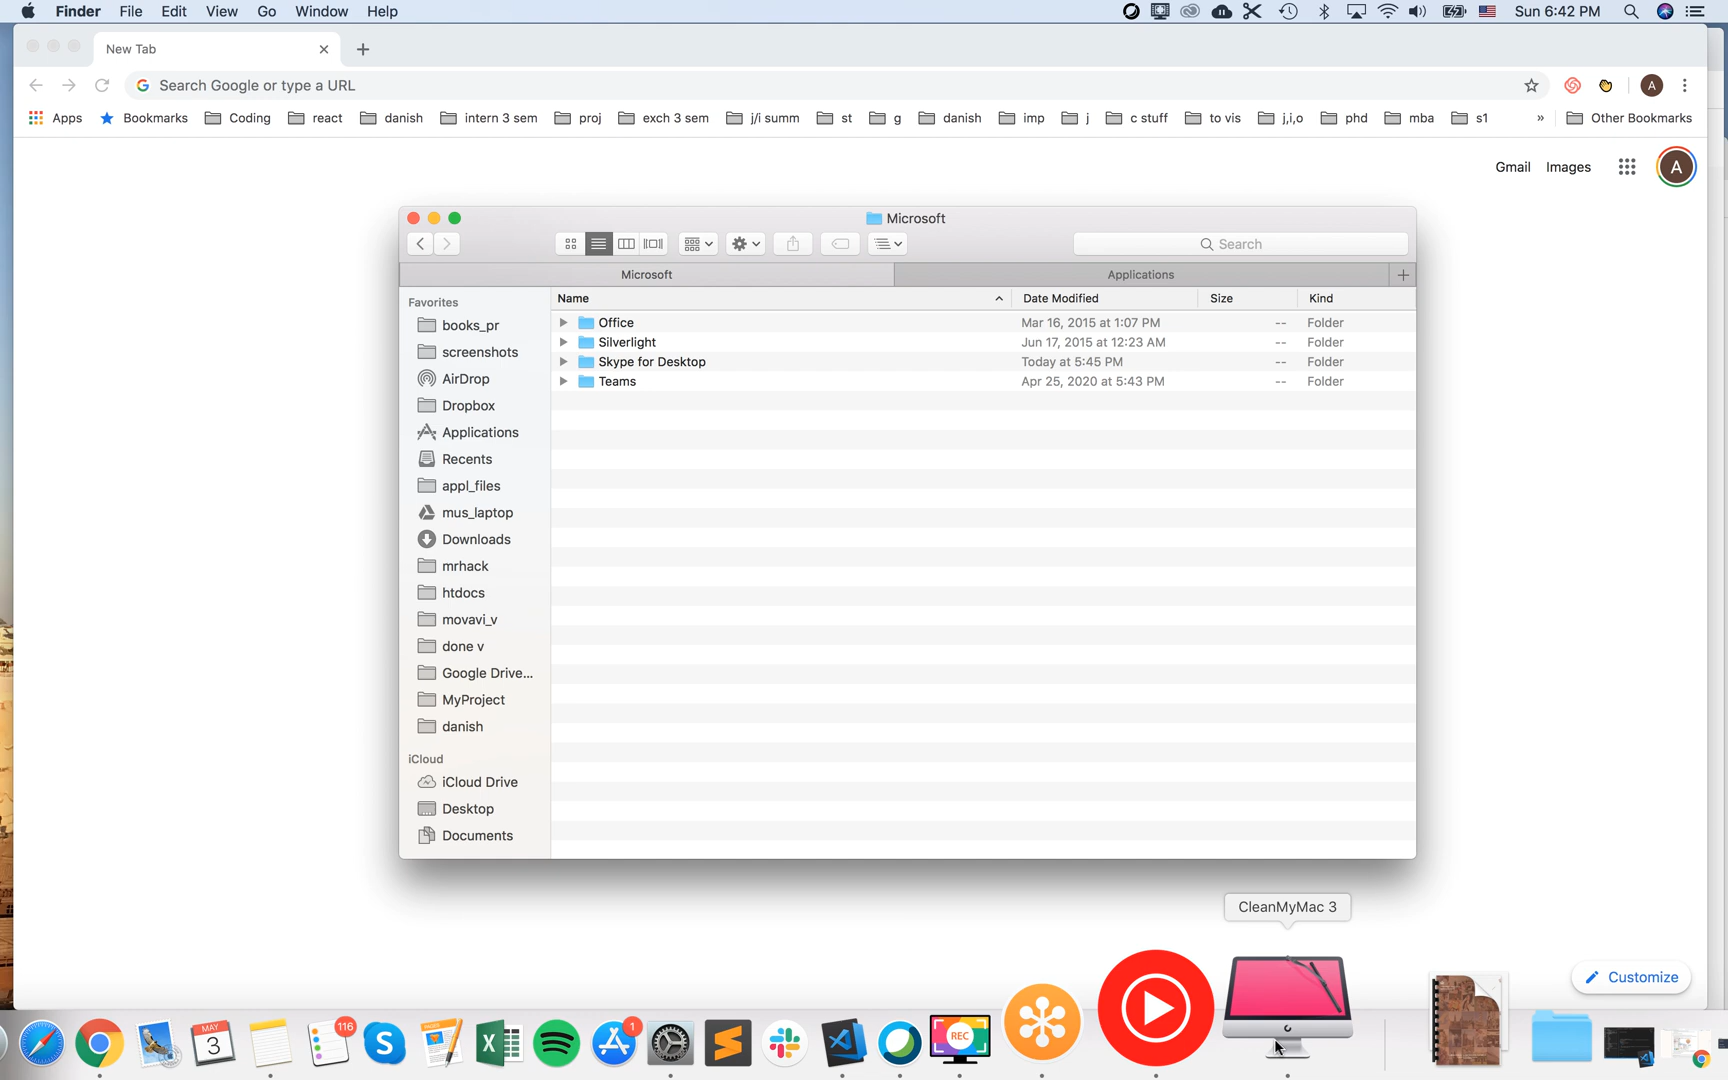 Finder File Edit View Go Window Help Sun 6:42 PM
New Tab
Search Google or type a URL A
Apps Bookmarks Coding react danish intern 3 sem proj exch 3 sem j/i summ st g danish imp j c stuff to vis j,i,o phd mba s1 » Other Bookmarks
Gmail Images A
Microsoft
Search
Microsoft Applications
Favorites
books_pr
screenshots
AirDrop
Dropbox
Applications
Recents
appl_files
mus_laptop
Downloads
mrhack
htdocs
movavi_v
done v
Google Drive...
MyProject
danish
iCloud
iCloud Drive
Desktop
Documents
Name Date Modified Size Kind
Office Mar 16, 2015 at 1:07 PM -- Folder
Silverlight Jun 17, 2015 at 12:23 AM -- Folder
Skype for Desktop Today at 5:45 PM -- Folder
Teams Apr 25, 2020 at 5:43 PM -- Folder
CleanMyMac 3
Customize
MAY
3
116
1
REC